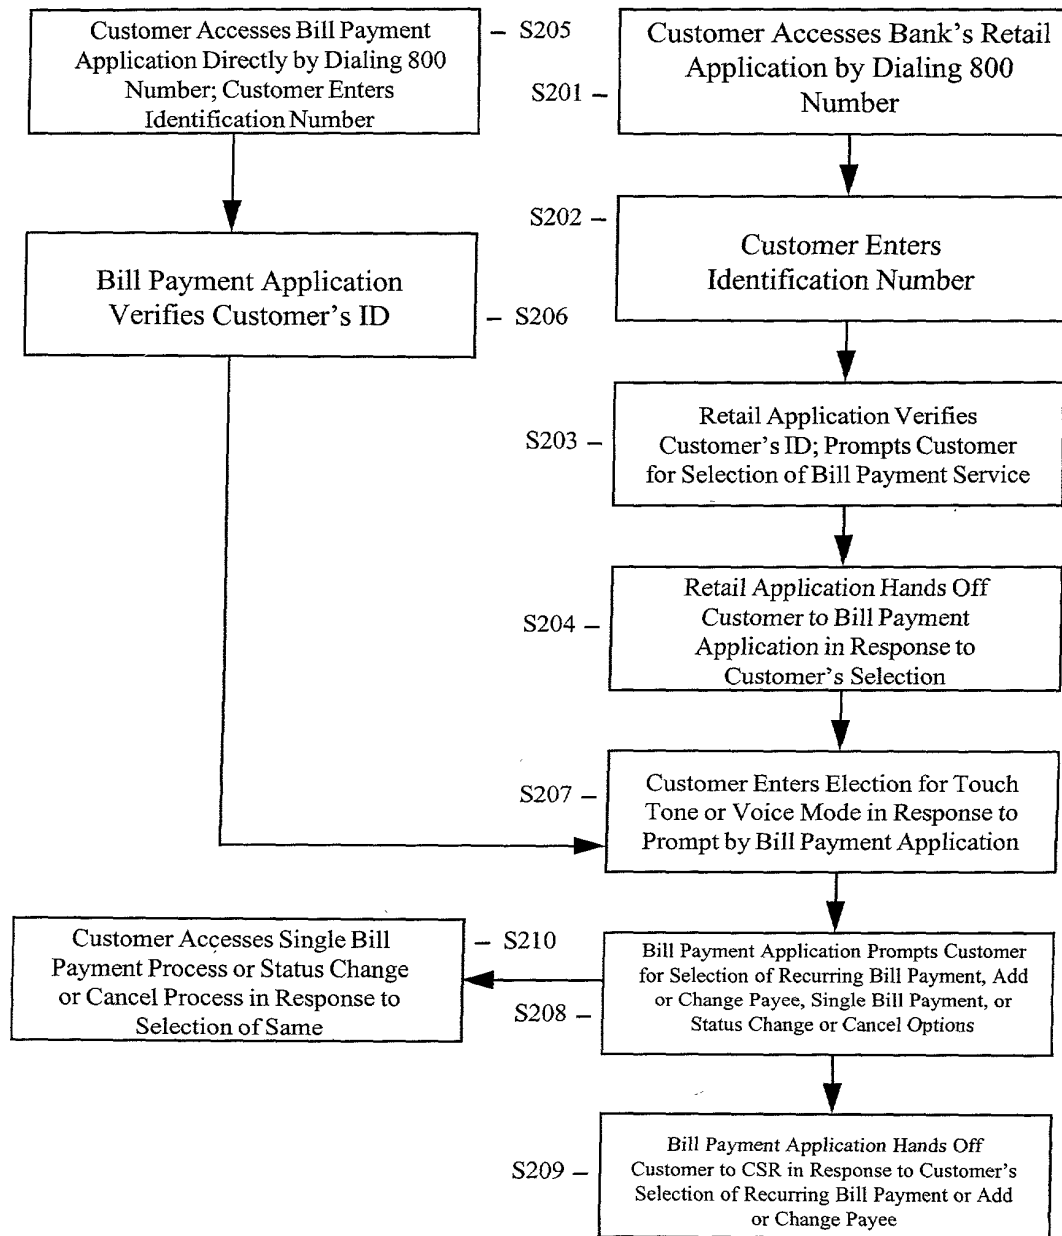 Customer Accesses Bill Payment
Application Directly by Dialing 800
Number; Customer Enters
Identification Number
– S205
Customer Accesses Bank's Retail
Application by Dialing 800
Number
S201 –
S202 –
Customer Enters
Identification Number
Bill Payment Application
Verifies Customer's ID
– S206
S203 –
Retail Application Verifies
Customer's ID; Prompts Customer
for Selection of Bill Payment Service
S204 –
Retail Application Hands Off
Customer to Bill Payment
Application in Response to
Customer's Selection
S207 –
Customer Enters Election for Touch
Tone or Voice Mode in Response to
Prompt by Bill Payment Application
Customer Accesses Single Bill
Payment Process or Status Change
or Cancel Process in Response to
Selection of Same
– S210
S208 –
Bill Payment Application Prompts Customer
for Selection of Recurring Bill Payment, Add
or Change Payee, Single Bill Payment, or
Status Change or Cancel Options
S209 –
Bill Payment Application Hands Off
Customer to CSR in Response to Customer's
Selection of Recurring Bill Payment or Add
or Change Payee